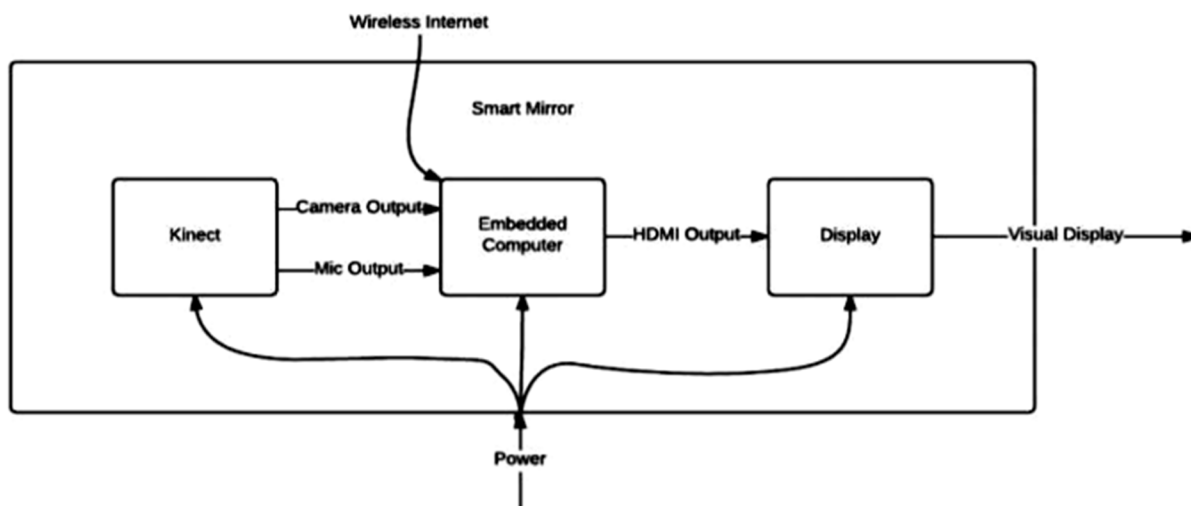 Wireless Internet
Smart Mirror
Camera Output
Kinect
Embedded
Computer
HDMI Output
Display
Visual Display
Mic Output
Power